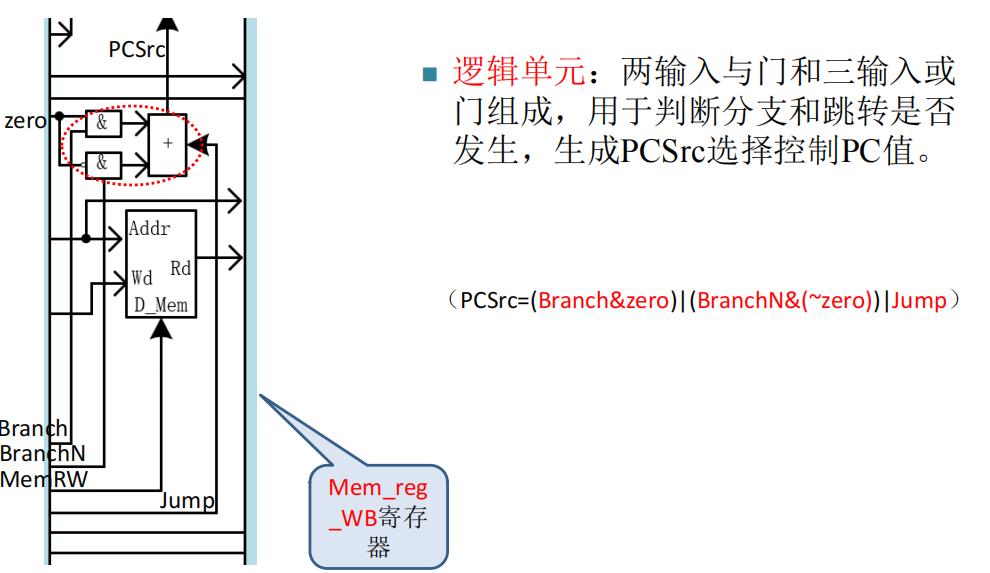 PCSrc
zero
&
&
+
Addr
Rd
Wd
D_Mem
Branch
BranchN
MemRW
Jump
Mem_reg
_WB寄存
器
逻辑单元：两输入与门和三输入或
门组成，用于判断分支和跳转是否
发生，生成PCSrc选择控制PC值。
（PCSrc=(Branch&zero)|(BranchN&(~zero))|Jump）